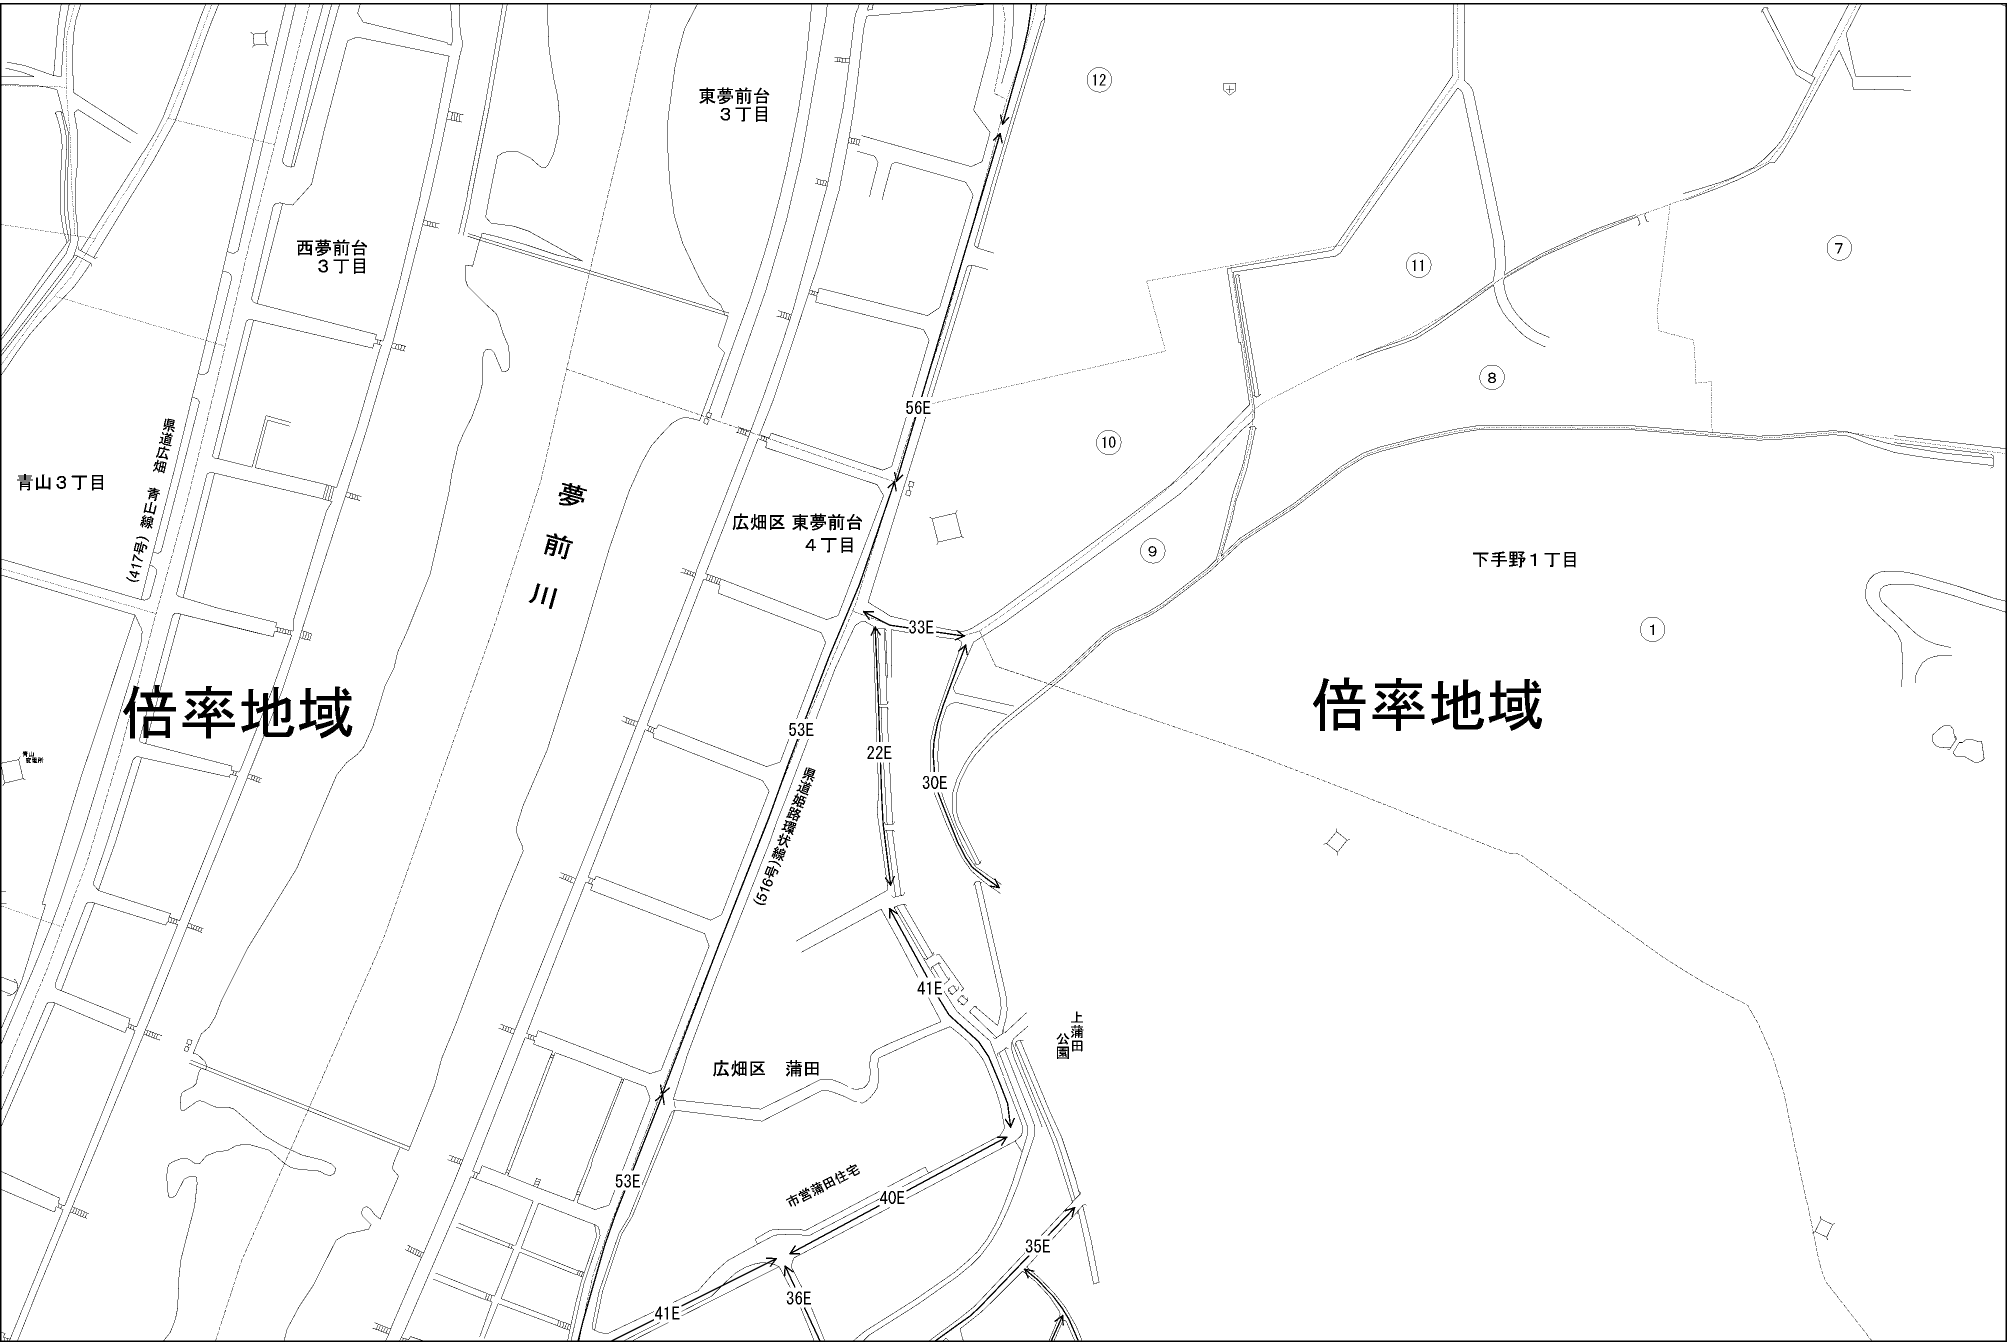 ⑫
東夢前台
３丁目
西夢前台
３丁目
⑦
⑪
⑧
56E
⑩
県道広畑 青山線
(417号)
青山３丁目
夢前川
広畑区 東夢前台
４丁目
⑨
下手野１丁目
33E
①
倍率地域
倍率地域
53E
22E
30E
青山
変電所
県道姫路環状線
(516号)
41E
上蒲田
公園
広畑区　蒲田
53E
市営蒲田住宅
40E
35E
36E
41E